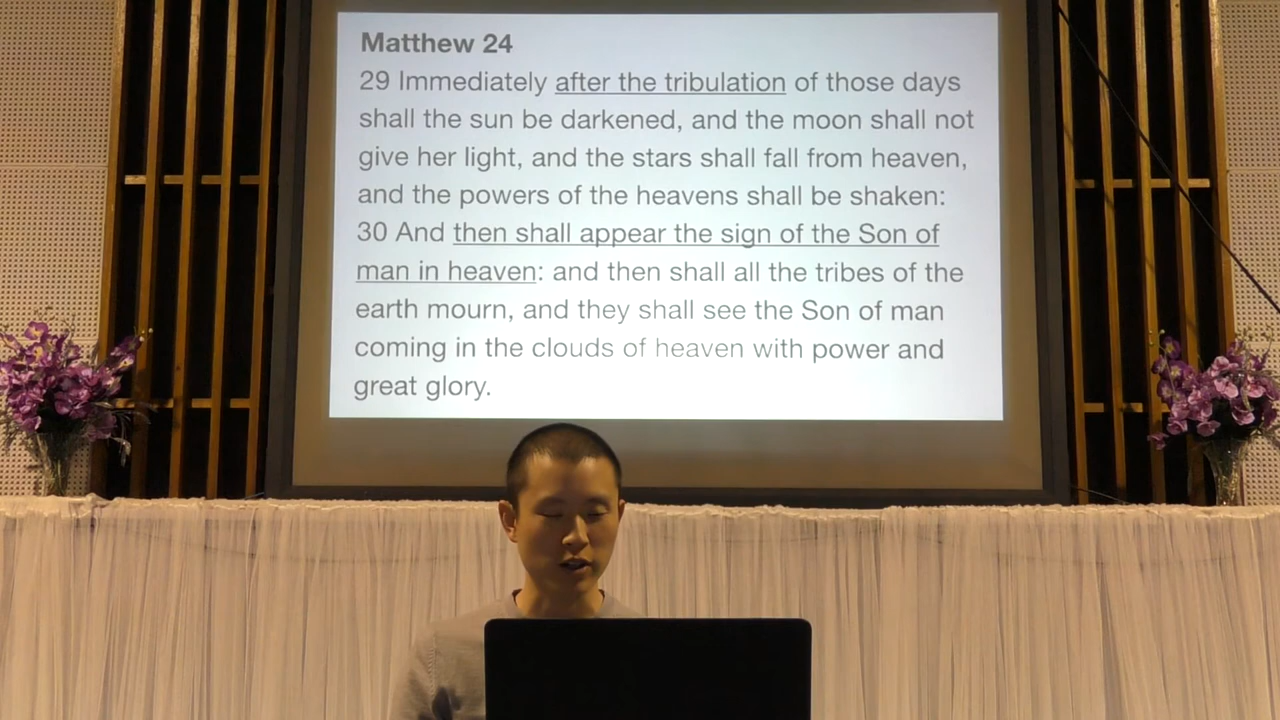 Matthew 24
29 Immediately after the tribulation of those days
shall the sun be darkened, and the moon shall not
give her light, and the stars shall fall from heaven,
and the powers of the heavens shall be shaken:
30 And then shall appear the sign of the Son of
man in heaven: and then shall all the tribes of the
earth mourn, and they shall see the Son of man
coming in the clouds of heaven with power and
great glory.